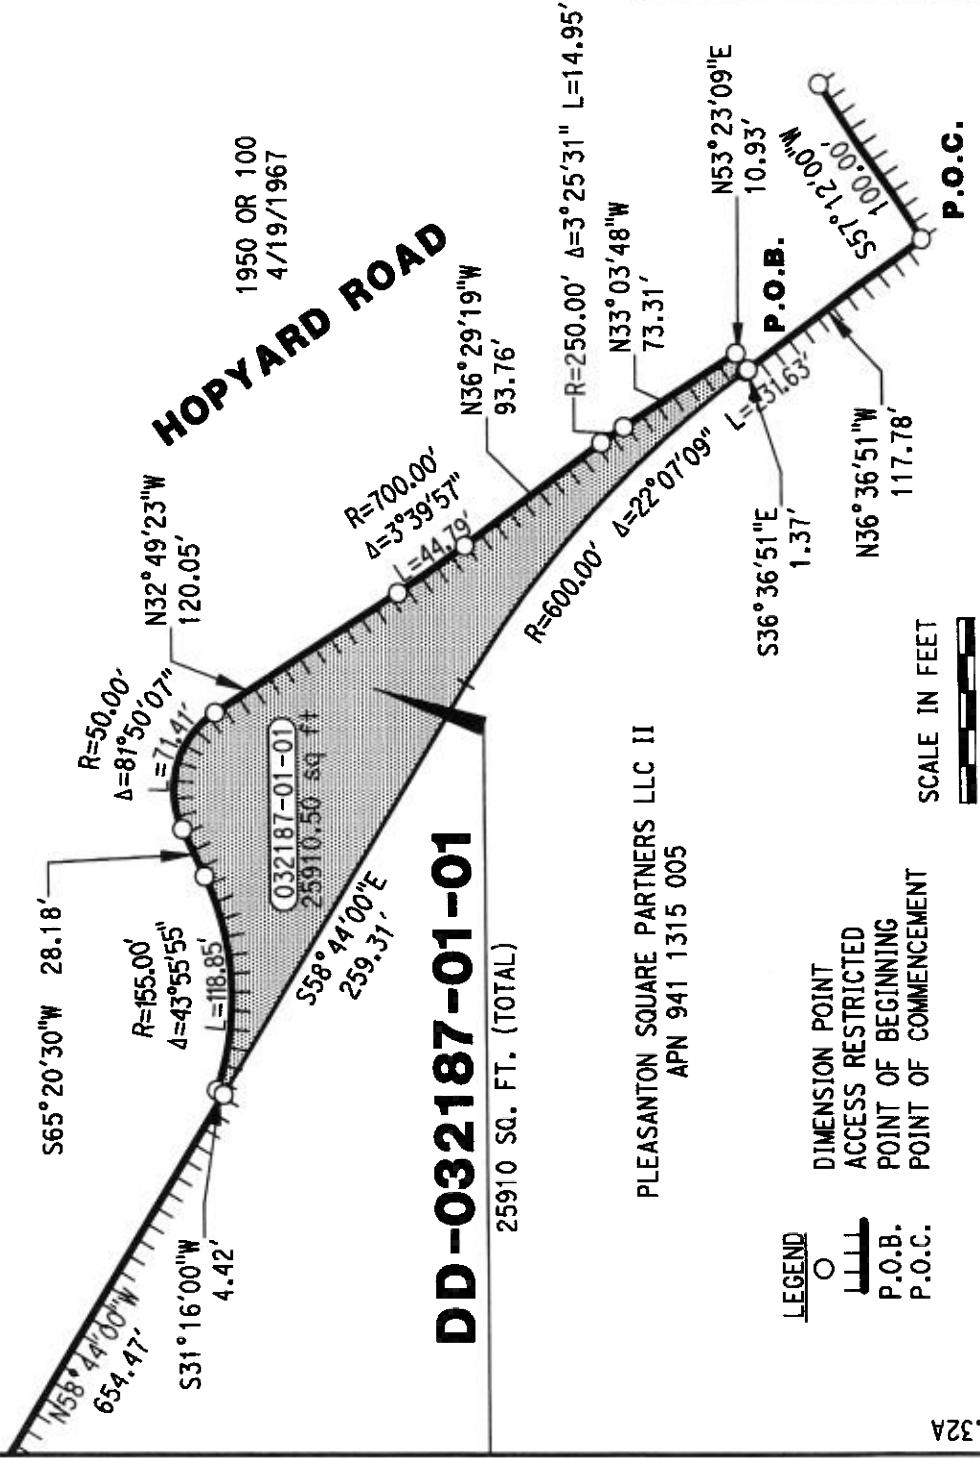 1950 OR 100
4/19/1967
HOPYARD ROAD
R=250.00' Δ=3°25'31" L=14.95'
N33°03'48"W
73.31'
N53°23'09"E
10.93'
S57°12'00"W
100.00'
P.O.C.
P.O.B.
N36°29'19"W
93.76'
R=700.00'
Δ=3°39'57"
L=44.79'
N32°49'23"W
120.05'
R=50.00'
Δ=81°50'07"
L=71.41'
S65°20'30"W 28.18'
R=155.00'
Δ=43°55'55"
L=118.85'
032187-01-01
25910.50 sq ft
S58°44'00"E
259.31'
R=600.00' Δ=22°07'09" L=231.63'
S36°36'51"E
1.37'
N36°36'51"W
117.78'
N58°44'00"W
654.47'
S31°16'00"W
4.42'
DD-032187-01-01
25910 SQ. FT. (TOTAL)
PLEASANTON SQUARE PARTNERS LLC II
APN 941 1315 005
LEGEND
DIMENSION POINT
ACCESS RESTRICTED
P.O.B. POINT OF BEGINNING
P.O.C. POINT OF COMMENCEMENT
SCALE IN FEET
.32A